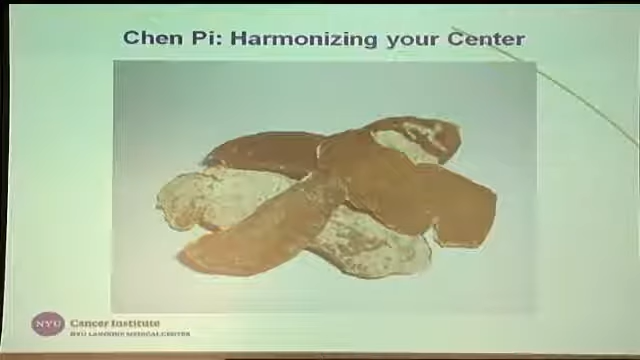 Chen Pi: Harmonizing your Center
NYU Cancer Institute
NYU LANGONE MEDICAL CENTER